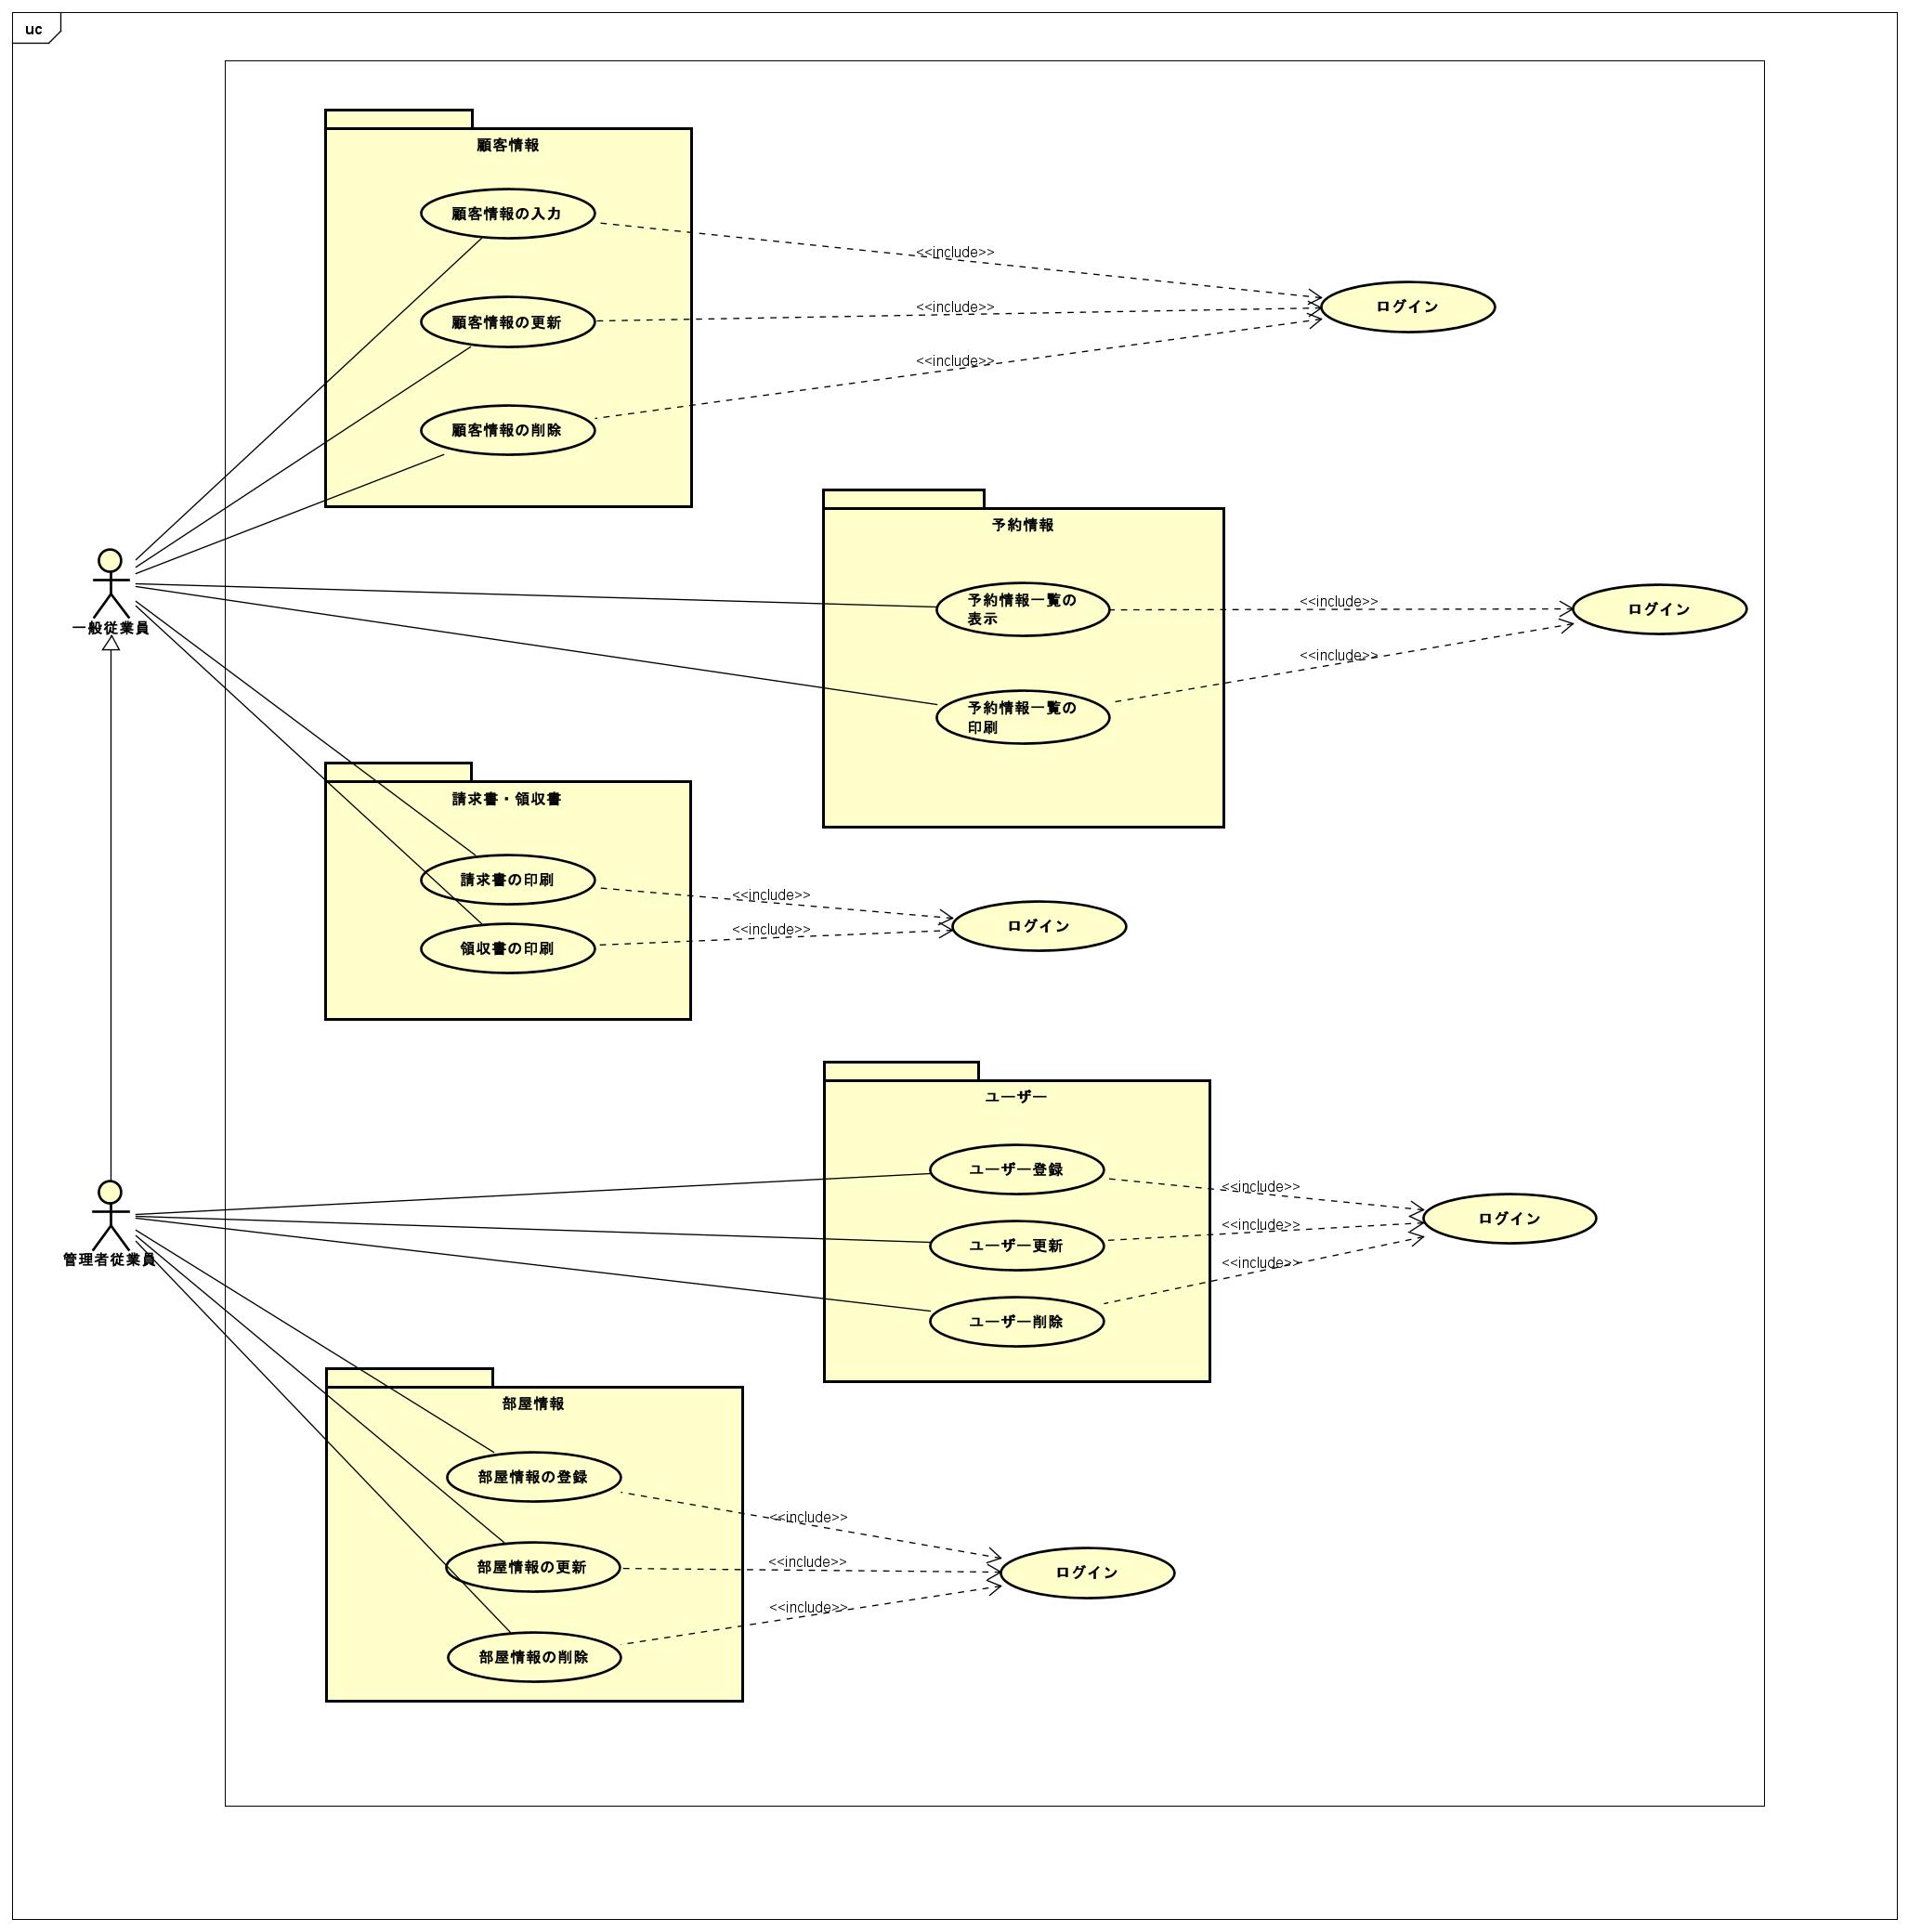 uc
顧客情報
顧客情報の入力
<<include>>
顧客情報の更新
<<include>>
ログイン
顧客情報の削除
<<include>>
予約情報
一般従業員
予約情報一覧の
表示
<<include>>
ログイン
予約情報一覧の
印刷
<<include>>
請求書・領収書
請求書の印刷
<<include>>
領収書の印刷
<<include>>
ログイン
ユーザー
管理者従業員
ユーザー登録
<<include>>
ユーザー更新
<<include>>
ログイン
ユーザー削除
<<include>>
部屋情報
部屋情報の登録
<<include>>
部屋情報の更新
<<include>>
ログイン
部屋情報の削除
<<include>>